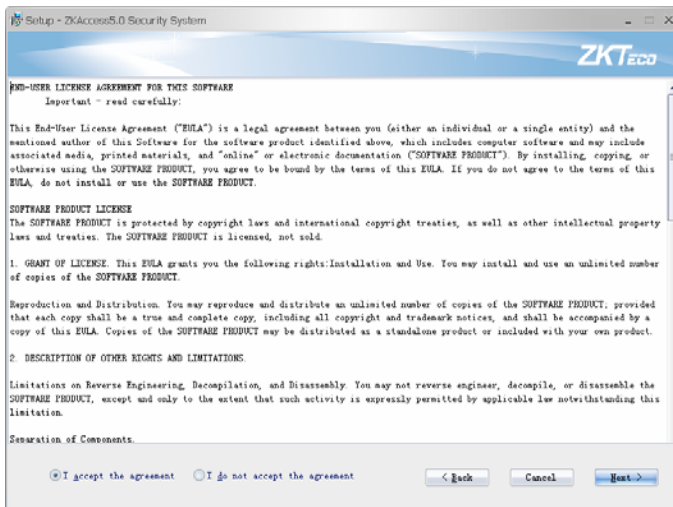 Setup - ZKAccess5.0 Security System
ZKTECO
END-USER LICENSE AGREEMENT FOR THIS SOFTWARE
Important - read carefully:
This End-User License Agreement ("EULA") is a legal agreement between you (either an individual or a single entity) and the
mentioned author of this Software for the software product identified above, which includes computer software and may include
associated media, printed materials, and "online" or electronic documentation ("SOFTWARE PRODUCT"). By installing, copying, or
otherwise using the SOFTWARE PRODUCT, you agree to be bound by the terms of this EULA. If you do not agree to the terms of this
EULA, do not install or use the SOFTWARE PRODUCT.
SOFTWARE PRODUCT LICENSE
The SOFTWARE PRODUCT is protected by copyright laws and international copyright treaties, as well as other intellectual property
laws and treaties. The SOFTWARE PRODUCT is licensed, not sold.
1. GRANT OF LICENSE. This EULA grants you the following rights:Installation and Use. You may install and use an unlimited number
of copies of the SOFTWARE PRODUCT.
Reproduction and Distribution. You may reproduce and distribute an unlimited number of copies of the SOFTWARE PRODUCT; provided
that each copy shall be a true and complete copy, including all copyright and trademark notices, and shall be accompanied by a
copy of this EULA. Copies of the SOFTWARE PRODUCT may be distributed as a standalone product or included with your own product.
2. DESCRIPTION OF OTHER RIGHTS AND LIMITATIONS.
Limitations on Reverse Engineering, Decompilation, and Disassembly. You may not reverse engineer, decompile, or disassemble the
SOFTWARE PRODUCT, except and only to the extent that such activity is expressly permitted by applicable law notwithstanding this
limitation.
Separation of Components.
I accept the agreement I do not accept the agreement < Back Cancel Next >